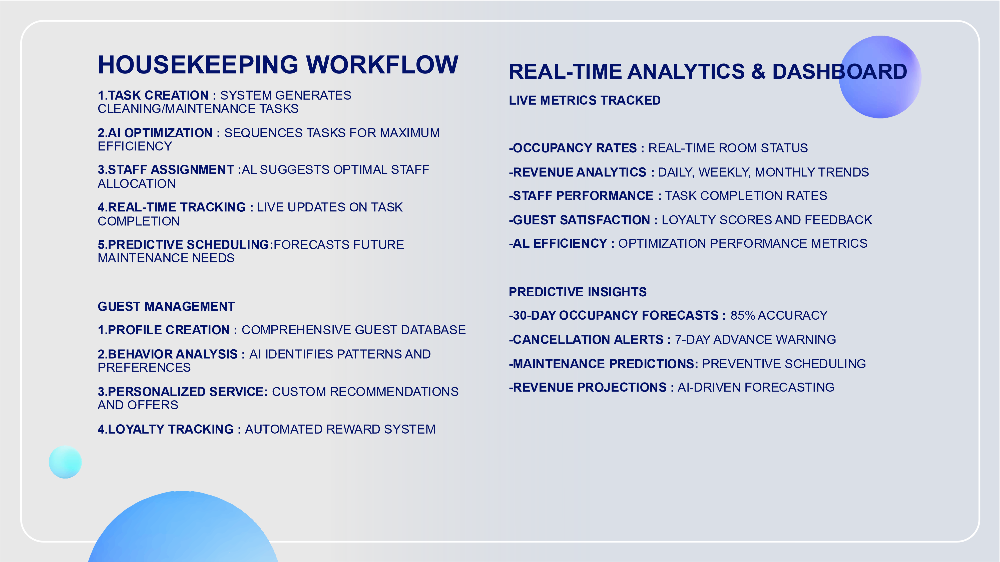 HOUSEKEEPING WORKFLOW
1.TASK CREATION : SYSTEM GENERATES
CLEANING/MAINTENANCE TASKS
2.AI OPTIMIZATION : SEQUENCES TASKS FOR MAXIMUM
EFFICIENCY
3.STAFF ASSIGNMENT :AL SUGGESTS OPTIMAL STAFF
ALLOCATION
4.REAL-TIME TRACKING : LIVE UPDATES ON TASK
COMPLETION
5.PREDICTIVE SCHEDULING:FORECASTS FUTURE
MAINTENANCE NEEDS
GUEST MANAGEMENT
1.PROFILE CREATION : COMPREHENSIVE GUEST DATABASE
2.BEHAVIOR ANALYSIS : AI IDENTIFIES PATTERNS AND
PREFERENCES
3.PERSONALIZED SERVICE: CUSTOM RECOMMENDATIONS
AND OFFERS
4.LOYALTY TRACKING : AUTOMATED REWARD SYSTEM
REAL-TIME ANALYTICS & DASHBOARD
LIVE METRICS TRACKED
-OCCUPANCY RATES : REAL-TIME ROOM STATUS
-REVENUE ANALYTICS : DAILY, WEEKLY, MONTHLY TRENDS
-STAFF PERFORMANCE : TASK COMPLETION RATES
-GUEST SATISFACTION : LOYALTY SCORES AND FEEDBACK
-AL EFFICIENCY : OPTIMIZATION PERFORMANCE METRICS
PREDICTIVE INSIGHTS
-30-DAY OCCUPANCY FORECASTS : 85% ACCURACY
-CANCELLATION ALERTS : 7-DAY ADVANCE WARNING
-MAINTENANCE PREDICTIONS: PREVENTIVE SCHEDULING
-REVENUE PROJECTIONS : AI-DRIVEN FORECASTING